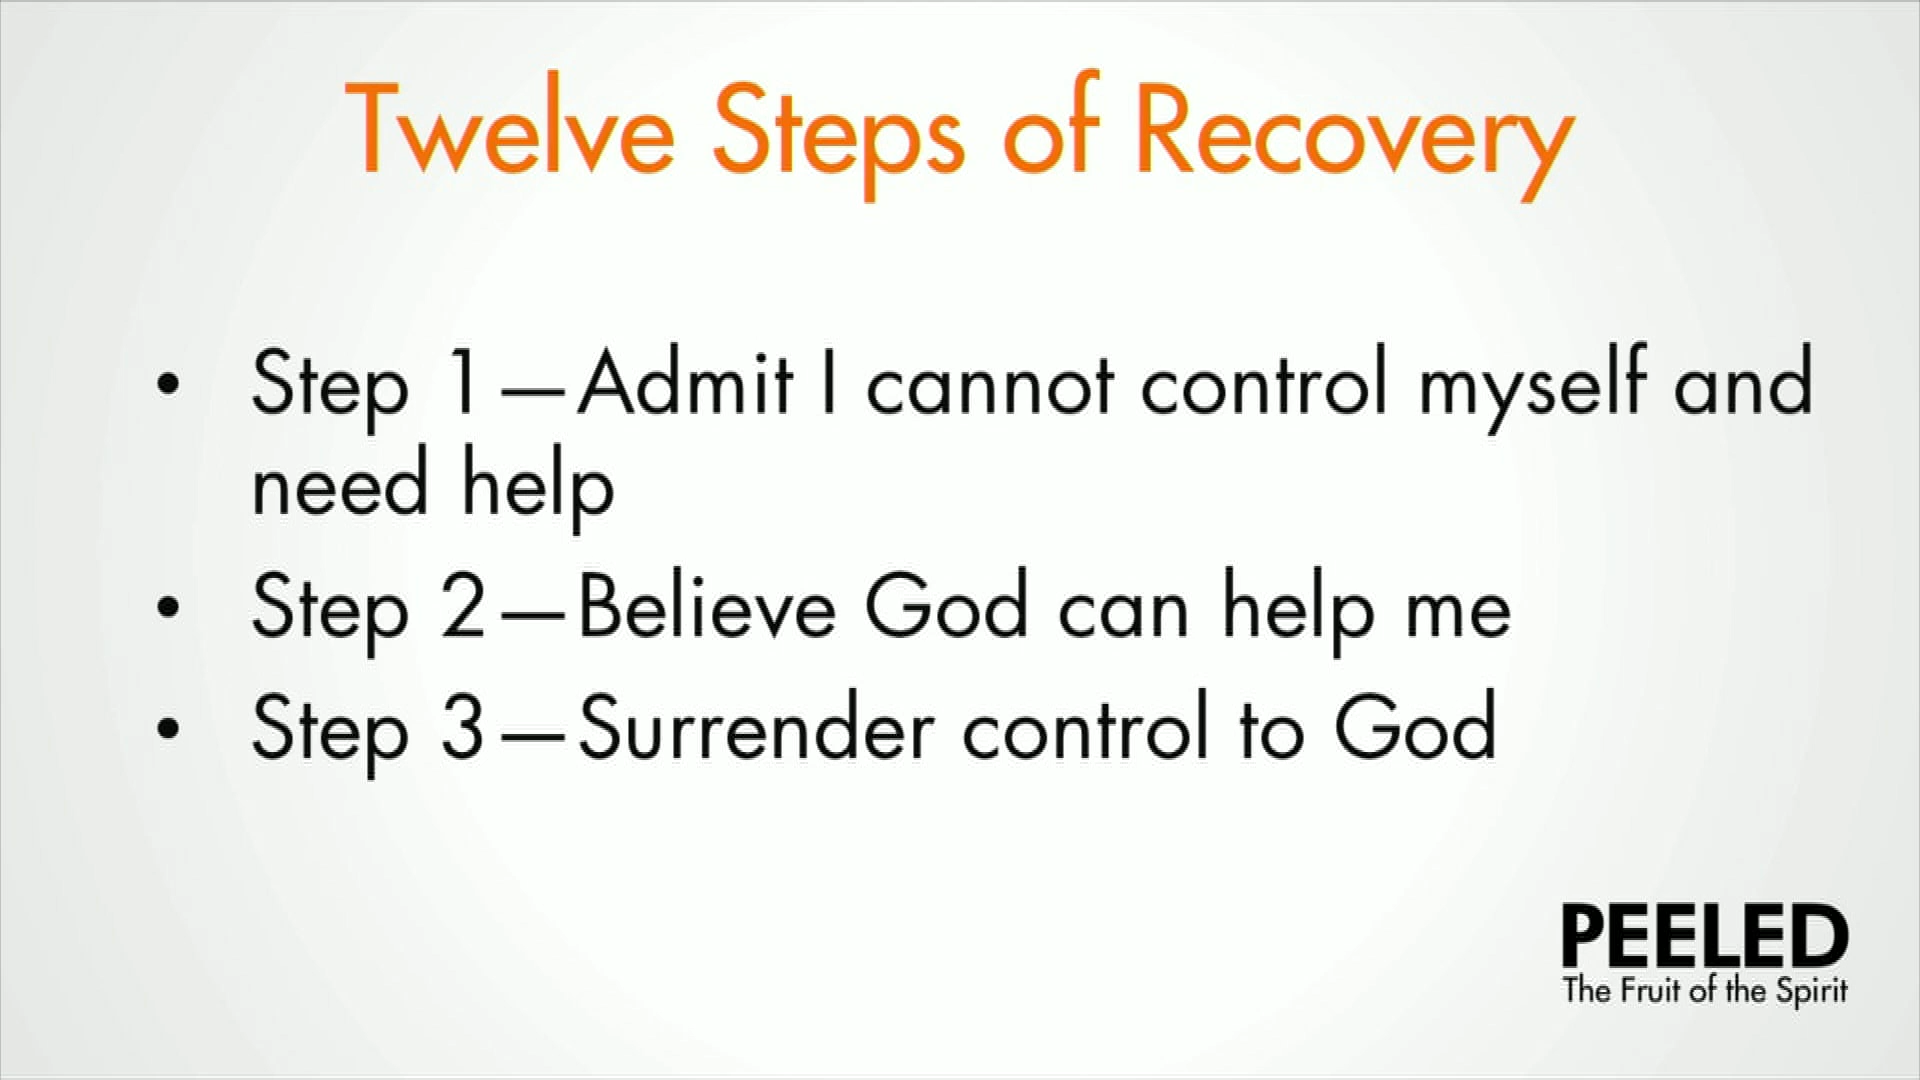 Twelve Steps of Recovery
• Step 1—Admit I cannot control myself and
need help
• Step 2—Believe God can help me
• Step 3—Surrender control to God
PEELED
The Fruit of the Spirit